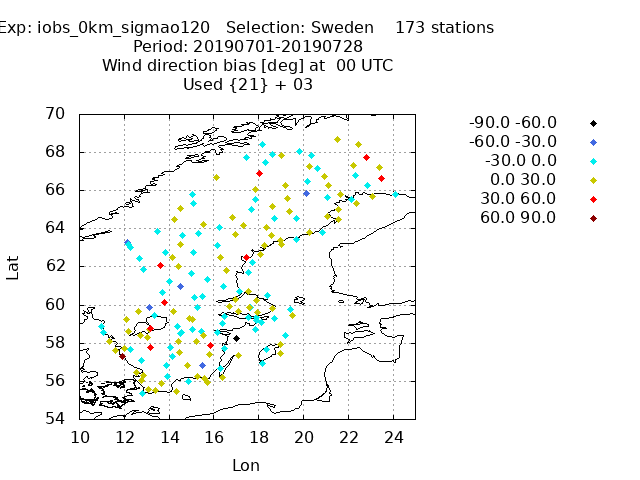 Exp: iobs_0km_sigmao120 Selection: Sweden 173 stations
Period: 20190701-20190728
Wind direction bias [deg] at 00 UTC
Used {21} + 03
-90.0 -60.0
-60.0 -30.0
-30.0 0.0
0.0 30.0
30.0 60.0
60.0 90.0
70
68
66
64
62
60
58
56
54
Lat
10 12 14 16 18 20 22 24
Lon